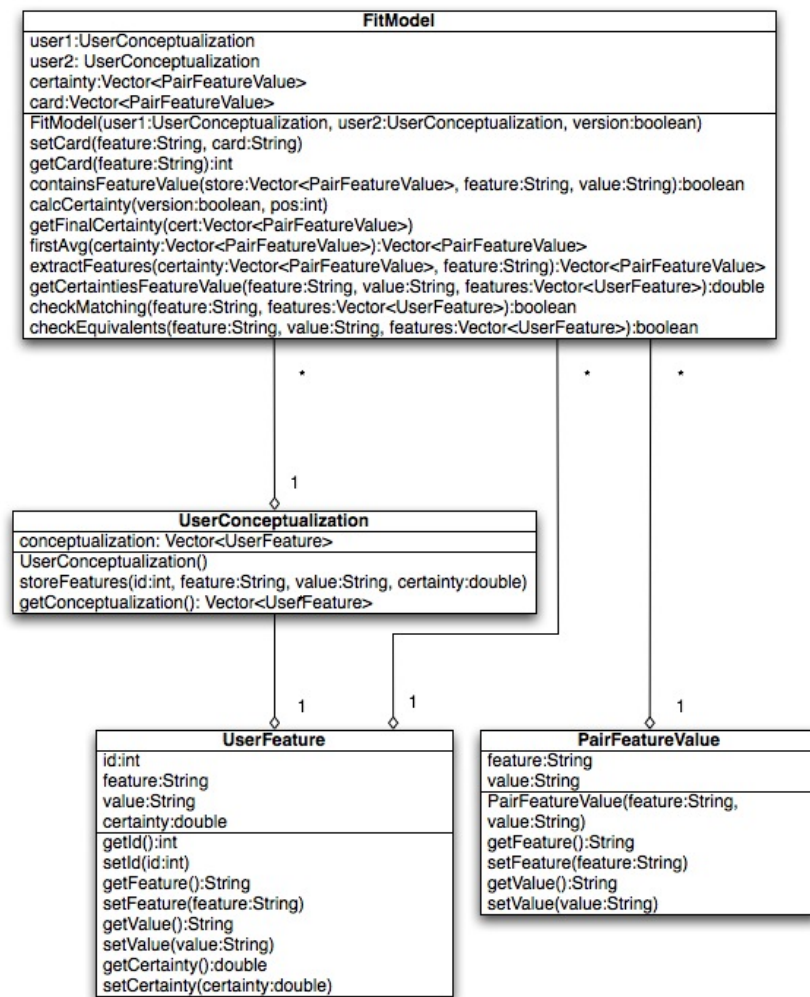 FitModel
user1:UserConceptualization
user2: UserConceptualization
certainty:Vector<PairFeatureValue>
card:Vector<PairFeatureValue>
FitModel(user1:UserConceptualization, user2:UserConceptualization, version:boolean)
setCard(feature:String, card:String)
getCard(feature:String):int
containsFeatureValue(store:Vector<PairFeatureValue>, feature:String, value:String):boolean
calcCertainty(version:boolean, pos:int)
getFinalCertainty(cert:Vector<PairFeatureValue>)
firstAvg(certainty:Vector<PairFeatureValue>):Vector<PairFeatureValue>
extractFeatures(certainty:Vector<PairFeatureValue>, feature:String):Vector<PairFeatureValue>
getCertaintiesFeatureValue(feature:String, value:String, features:Vector<UserFeature>):double
checkMatching(feature:String, features:Vector<UserFeature>):boolean
checkEquivalents(feature:String, value:String, features:Vector<UserFeature>):boolean
* * *
1
UserConceptualization
conceptualization: Vector<UserFeature>
UserConceptualization()
storeFeatures(id:int, feature:String, value:String, certainty:double)
getConceptualization(): Vector<UserFeature>
*
1 1 1
UserFeature
id:int
feature:String
value:String
certainty:double
getId():int
setId(id:int)
getFeature():String
setFeature(feature:String)
getValue():String
setValue(value:String)
getCertainty():double
setCertainty(certainty:double)
PairFeatureValue
feature:String
value:String
PairFeatureValue(feature:String,
value:String)
getFeature():String
setFeature(feature:String)
getValue():String
setValue(value:String)